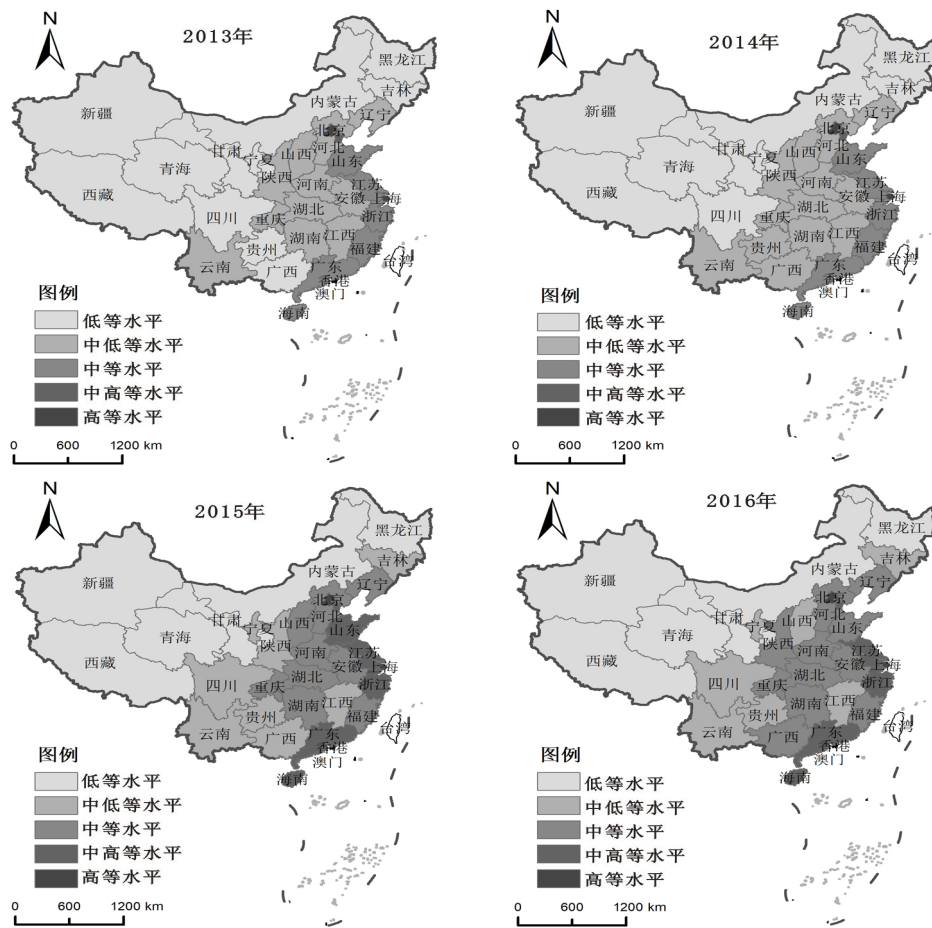 N
2013年
黑龙江
吉林
内蒙古
辽宁
新疆
北京
甘肃
宁夏
山西
河北
山东
青海
陕西
河南
江苏
西藏
安徽
上海
四川
重庆
湖北
浙江
贵州
湖南
江西
福建
云南
广西
广东
台湾
香港
澳门
海南
图例
低等水平
中低等水平
中等水平
中高等水平
高等水平
0 600 1200 km
N
2014年
黑龙江
吉林
内蒙古
辽宁
新疆
北京
甘肃
宁夏
山西
河北
山东
青海
陕西
河南
江苏
西藏
安徽
上海
四川
重庆
湖北
浙江
贵州
湖南
江西
福建
云南
广西
广东
台湾
香港
澳门
海南
图例
低等水平
中低等水平
中等水平
中高等水平
高等水平
0 600 1200 km
N
2015年
黑龙江
吉林
内蒙古
辽宁
新疆
北京
甘肃
宁夏
山西
河北
山东
青海
陕西
河南
江苏
西藏
安徽
上海
四川
重庆
湖北
浙江
贵州
湖南
江西
福建
云南
广西
广东
台湾
香港
澳门
海南
图例
低等水平
中低等水平
中等水平
中高等水平
高等水平
0 600 1200 km
N
2016年
黑龙江
吉林
内蒙古
辽宁
新疆
北京
甘肃
宁夏
山西
河北
山东
青海
陕西
河南
江苏
西藏
安徽
上海
四川
重庆
湖北
浙江
贵州
湖南
江西
福建
云南
广西
广东
台湾
香港
澳门
海南
图例
低等水平
中低等水平
中等水平
中高等水平
高等水平
0 600 1200 km